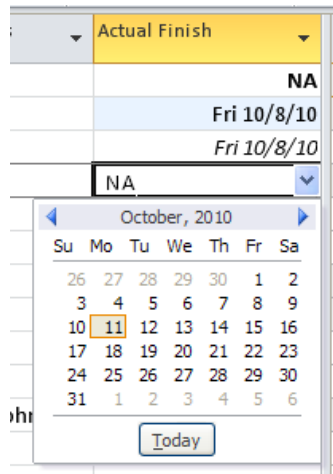 Actual Finish
NA
Fri 10/8/10
Fri 10/8/10
NA
October, 2010
Su Mo Tu We Th Fr Sa
26 27 28 29 30 1 2
3 4 5 6 7 8 9
10 11 12 13 14 15 16
17 18 19 20 21 22 23
24 25 26 27 28 29 30
31 1 2 3 4 5 6
Today